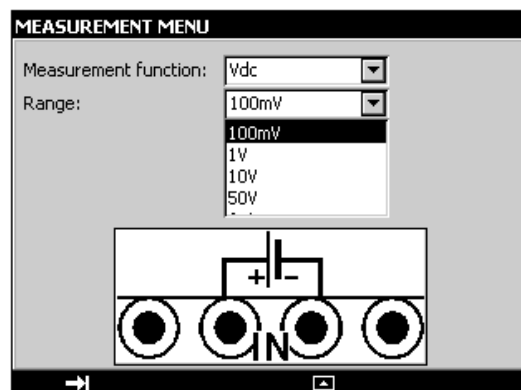 MEASUREMENT MENU
Measurement function: Vdc
Range: 100mV
100mV
1V
10V
50V
+ -
IN